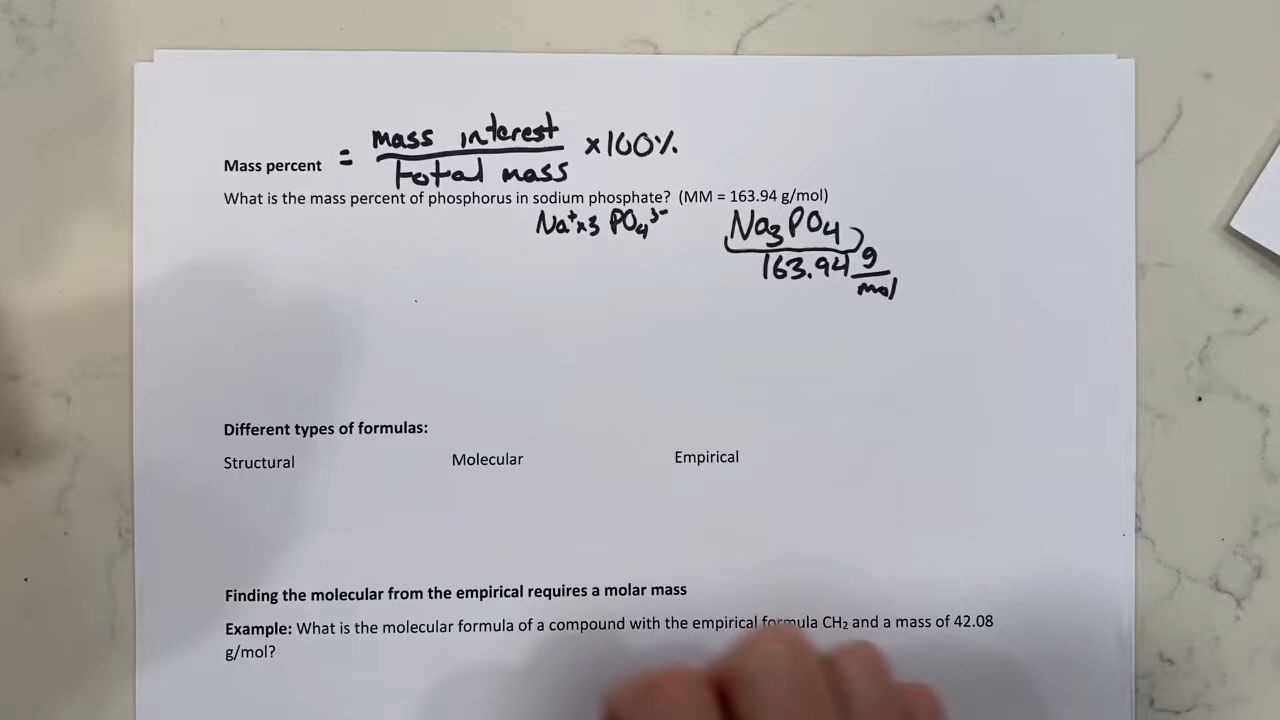 Mass percent = mass interest / total mass ×100%
What is the mass percent of phosphorus in sodium phosphate? (MM = 163.94 g/mol)
Na⁺×3 PO₄³⁻ Na₃PO₄
163.94 g/mol
Different types of formulas:
Structural Molecular Empirical
Finding the molecular from the empirical requires a molar mass
Example: What is the molecular formula of a compound with the empirical formula CH₂ and a mass of 42.08
g/mol?